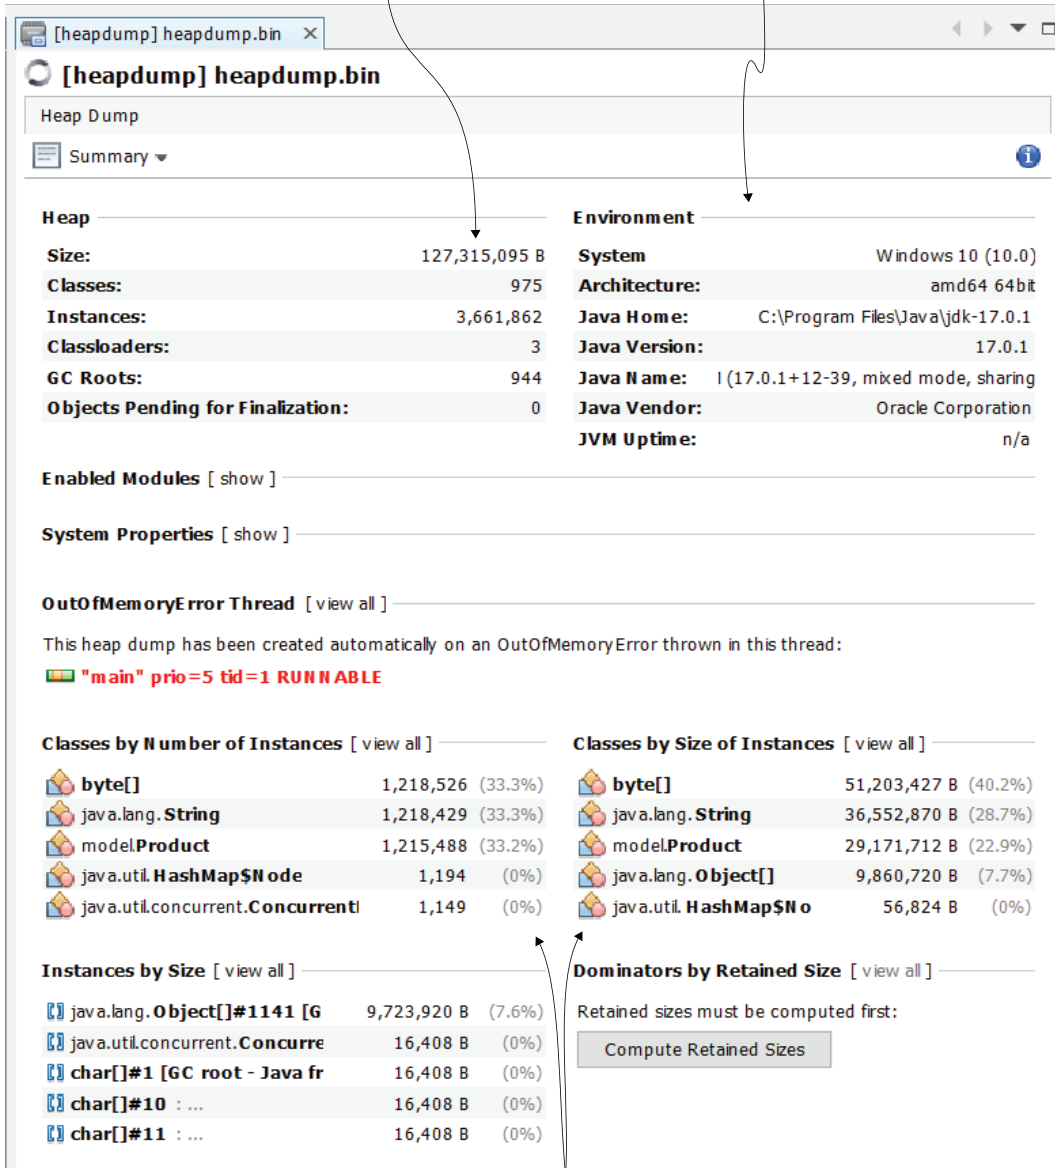 [heapdump] heapdump.bin
[heapdump] heapdump.bin
Heap Dump
Summary
Heap
Size: 127,315,095 B
Classes: 975
Instances: 3,661,862
Classloaders: 3
GC Roots: 944
Objects Pending for Finalization: 0
Environment
System Windows 10 (10.0)
Architecture: amd64 64bit
Java Home: C:\Program Files\Java\jdk-17.0.1
Java Version: 17.0.1
Java Name: l (17.0.1+12-39, mixed mode, sharing
Java Vendor: Oracle Corporation
JVM Uptime: n/a
Enabled Modules [ show ]
System Properties [ show ]
OutOfMemoryError Thread [ view all ]
This heap dump has been created automatically on an OutOfMemoryError thrown in this thread:
"main" prio=5 tid=1 RUNNABLE
Classes by Number of Instances [ view all ]
byte[] 1,218,526 (33.3%)
java.lang.String 1,218,429 (33.3%)
model.Product 1,215,488 (33.2%)
java.util.HashMap$Node 1,194 (0%)
java.util.concurrent.Concurrent 1,149 (0%)
Classes by Size of Instances [ view all ]
byte[] 51,203,427 B (40.2%)
java.lang.String 36,552,870 B (28.7%)
model.Product 29,171,712 B (22.9%)
java.lang.Object[] 9,860,720 B (7.7%)
java.util.HashMap$No 56,824 B (0%)
Instances by Size [ view all ]
java.lang.Object[]#1141 [G 9,723,920 B (7.6%)
java.util.concurrent.Concurre 16,408 B (0%)
char[]#1 [GC root - Java fr 16,408 B (0%)
char[]#10 : ... 16,408 B (0%)
char[]#11 : ... 16,408 B (0%)
Dominators by Retained Size [ view all ]
Retained sizes must be computed first:
Compute Retained Sizes